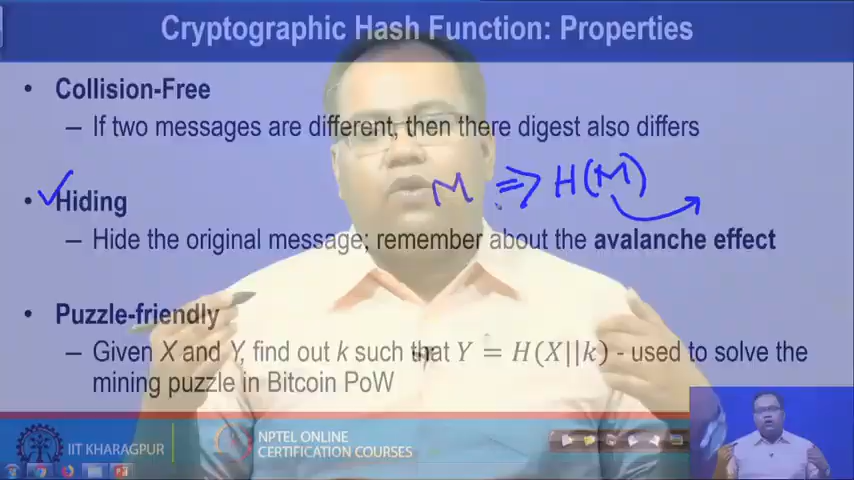 Cryptographic Hash Function: Properties
• Collision-Free
– If two messages are different, then there digest also differs
M ⇒ H(M)
• Hiding
– Hide the original message; remember about the avalanche effect
• Puzzle-friendly
– Given X and Y, find out k such that Y = H(X||k) - used to solve the
mining puzzle in Bitcoin PoW
IIT KHARAGPUR
NPTEL ONLINE
CERTIFICATION COURSES